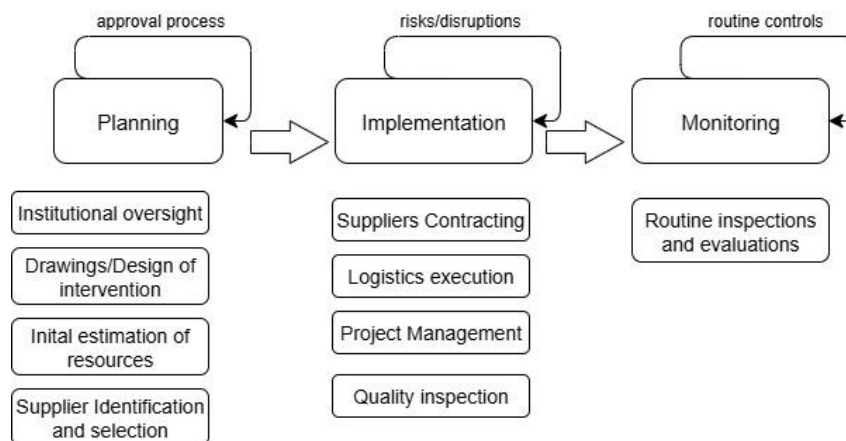 approval process
risks/disruptions
routine controls
Planning
Implementation
Monitoring
Institutional oversight
Drawings/Design of
intervention
Inital estimation of
resources
Supplier Identification
and selection
Suppliers Contracting
Logistics execution
Project Management
Quality inspection
Routine inspections
and evaluations